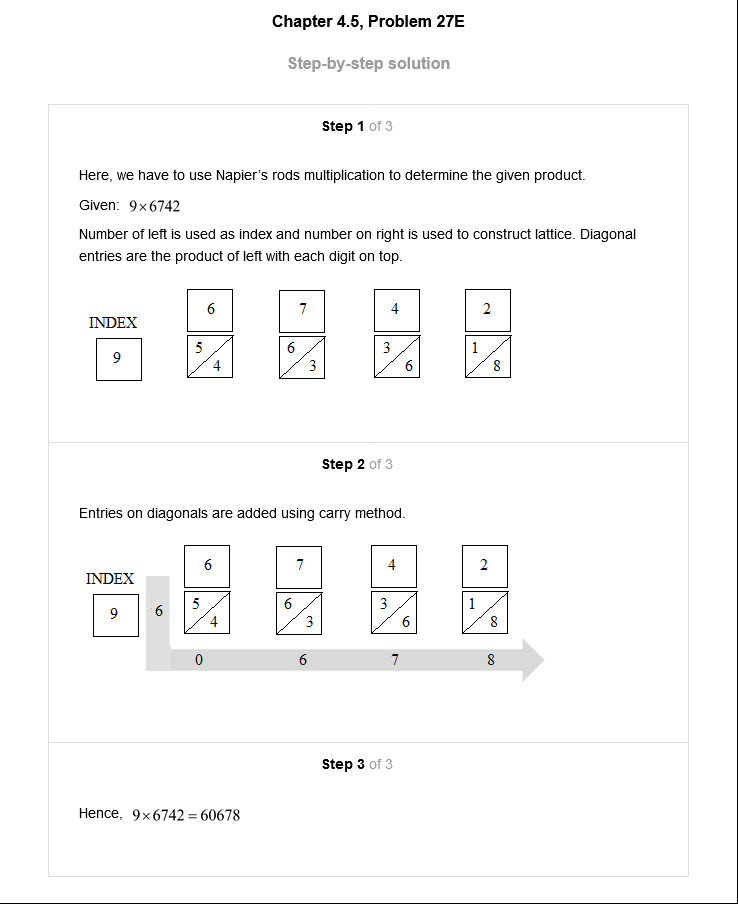 Chapter 4.5, Problem 27E
Step-by-step solution
Step 1 of 3
Here, we have to use Napier's rods multiplication to determine the given product.
Given: 9×6742
Number of left is used as index and number on right is used to construct lattice. Diagonal
entries are the product of left with each digit on top.
6 7 4 2
INDEX
9 5 4 6 3 3 6 1 8
Step 2 of 3
Entries on diagonals are added using carry method.
6 7 4 2
INDEX
9 6 5 4 6 3 3 6 1 8
0 6 7 8
Step 3 of 3
Hence, 9×6742 = 60678